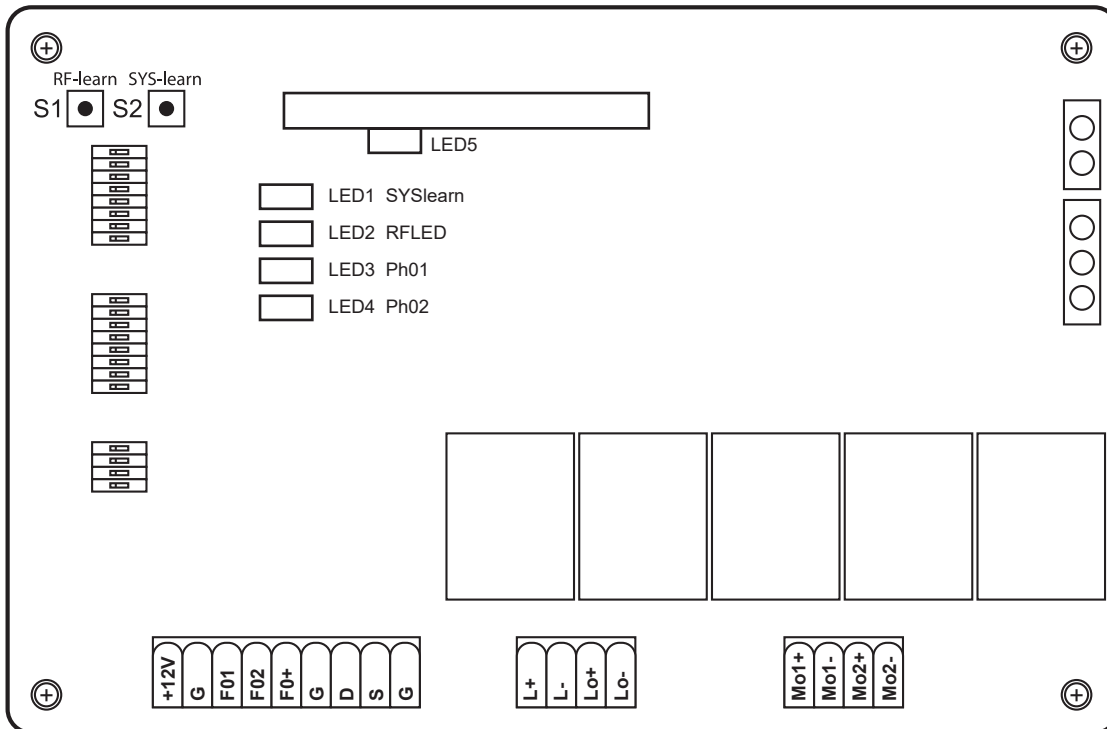 RF-learn SYS-learn
S1 S2
LED5
LED1 SYSlearn
LED2 RFLED
LED3 Ph01
LED4 Ph02
+12V
G
F01
F02
F0+
G
D
S
G
L+
L-
Lo+
Lo-
Mo1+
Mo1-
Mo2+
Mo2-